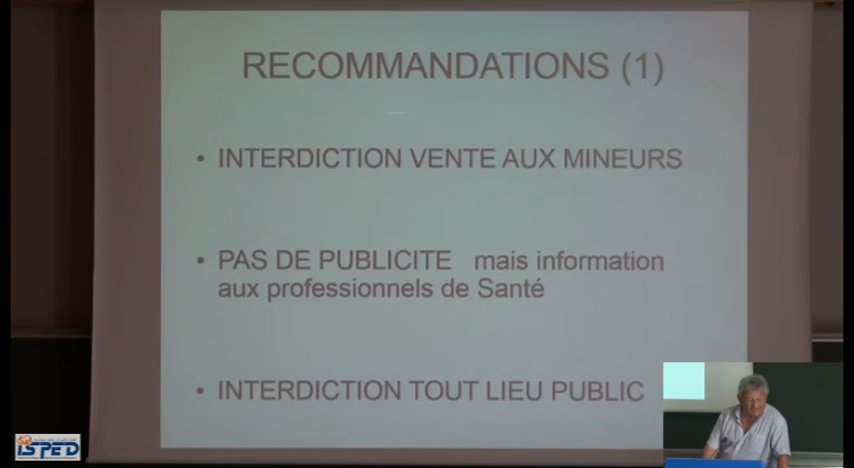 RECOMMANDATIONS (1)
• INTERDICTION VENTE AUX MINEURS
• PAS DE PUBLICITE mais information
aux professionnels de Santé
• INTERDICTION TOUT LIEU PUBLIC
ISPED